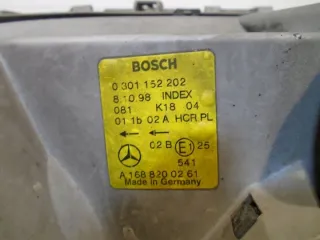 BOSCH
0 301 152 202
8.10.98 INDEX
081 K18 04
01 1b 02 A HCR PL
02 B E1 25
541
A 168 820 02 61
Made in Germany